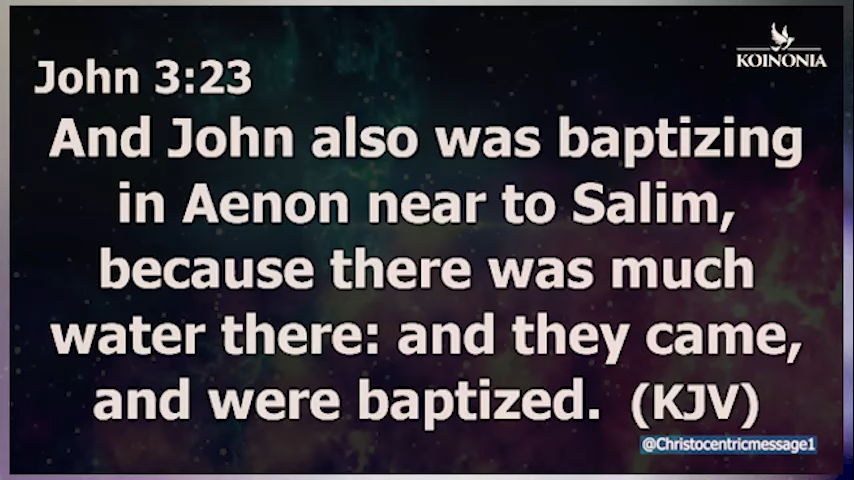 KOINONIA
John 3:23
And John also was baptizing
in Aenon near to Salim,
because there was much
water there: and they came,
and were baptized. (KJV)
@Christocentricmessage1